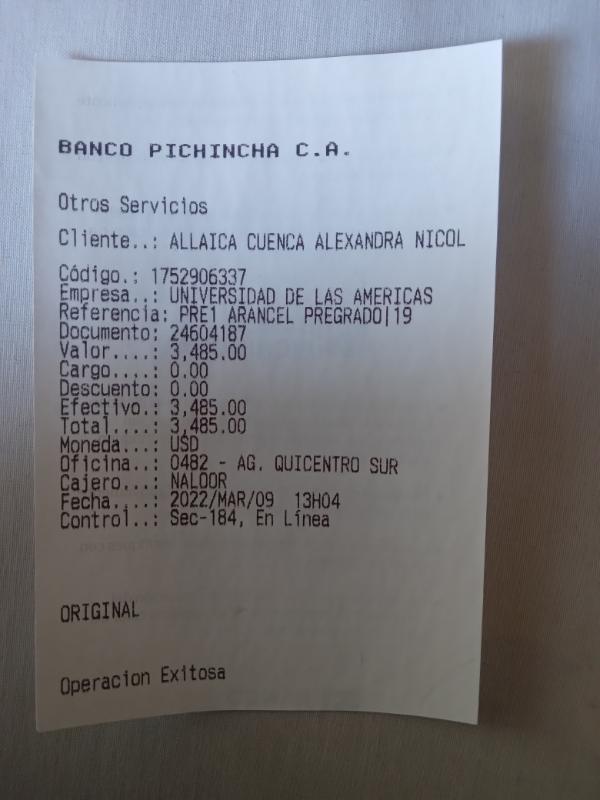 BANCO PICHINCHA C.A.
Otros Servicios
Cliente..: ALLAICA CUENCA ALEXANDRA NICOL
Código.: 1752906337
Empresa..: UNIVERSIDAD DE LAS AMERICAS
Referencia: PRE1 ARANCEL PREGRADO|19
Documento: 24604187
Valor....: 3,485.00
Cargo....: 0.00
Descuento: 0.00
Efectivo.: 3,485.00
Total....: 3,485.00
Moneda...: USD
Oficina..: 0482 - AG. QUICENTRO SUR
Cajero...: NALOOR
Fecha....: 2022/MAR/09 13H04
Control..: Sec-184, En Línea
ORIGINAL
Operacion Exitosa